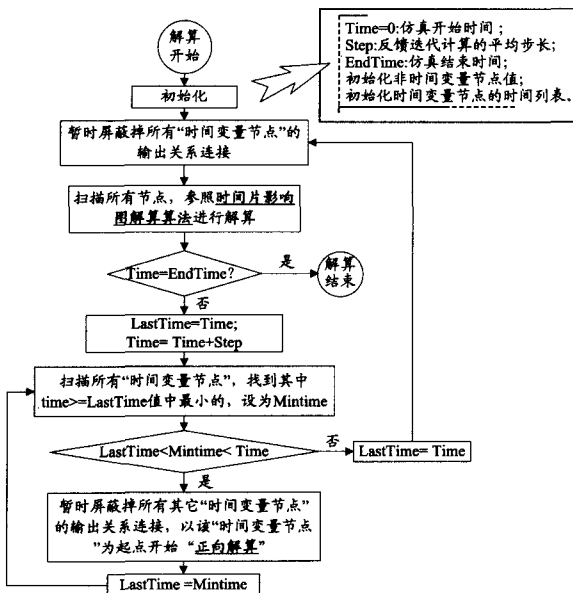 解算
开始
Time=0:仿真开始时间；
Step:反馈迭代计算的平均步长；
EndTime:仿真结束时间；
初始化非时间变量节点值；
初始化时间变量节点的时间列表。
初始化
暂时屏蔽掉所有“时间变量节点”的
输出关系连接
扫描所有节点，参照时间片影响
图解算算法进行解算
Time=EndTime?
是
解算
结束
否
LastTime=Time;
Time= Time+Step
扫描所有“时间变量节点”，找到其中
time>=LastTime值中最小的，设为Mintime
LastTime<Mintime< Time
否
LastTime= Time
是
暂时屏蔽掉所有其它“时间变量节点”
的输出关系连接，以该“时间变量节点
”为起点开始“正向解算”
LastTime =Mintime